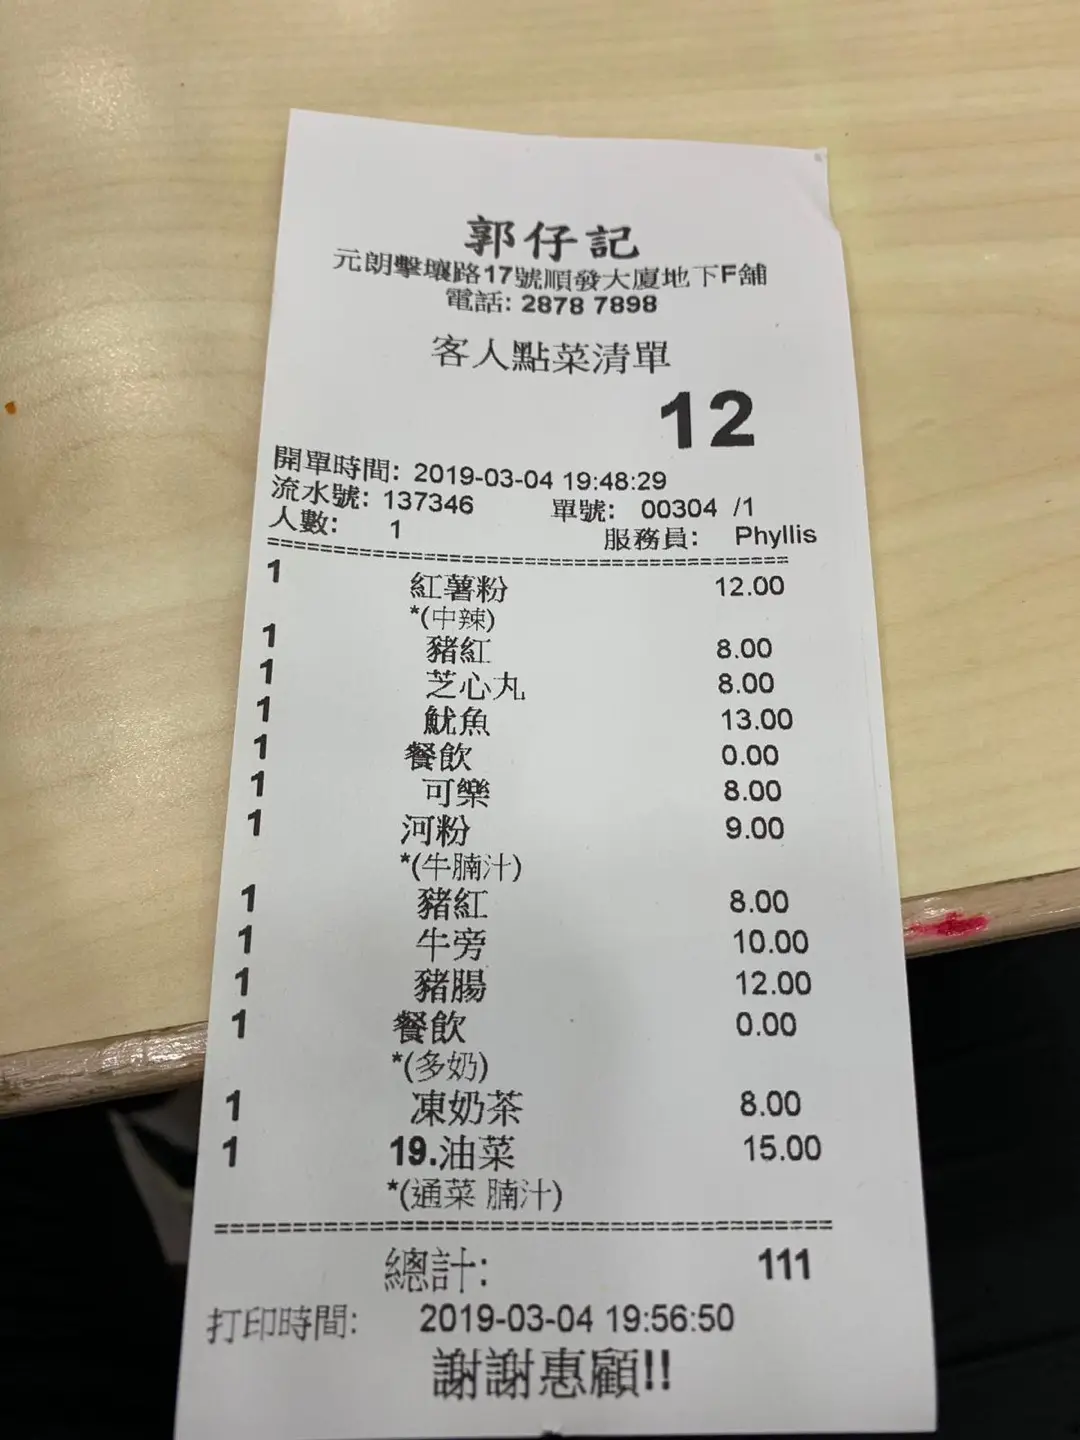 郭仔記
元朗擊壤路17號順發大廈地下F舖
電話: 2878 7898
客人點菜清單
12
開單時間: 2019-03-04 19:48:29
流水號: 137346 單號: 00304 /1
人數: 1 服務員: Phyllis
1 紅薯粉 12.00
*(中辣)
1 豬紅 8.00
1 芝心丸 8.00
1 魷魚 13.00
1 餐飲 0.00
1 可樂 8.00
1 河粉 9.00
*(牛腩汁)
1 豬紅 8.00
1 牛旁 10.00
1 豬腸 12.00
1 餐飲 0.00
*(多奶)
1 凍奶茶 8.00
1 19.油菜 15.00
*(通菜 腩汁)
總計: 111
打印時間: 2019-03-04 19:56:50
謝謝惠顧!!